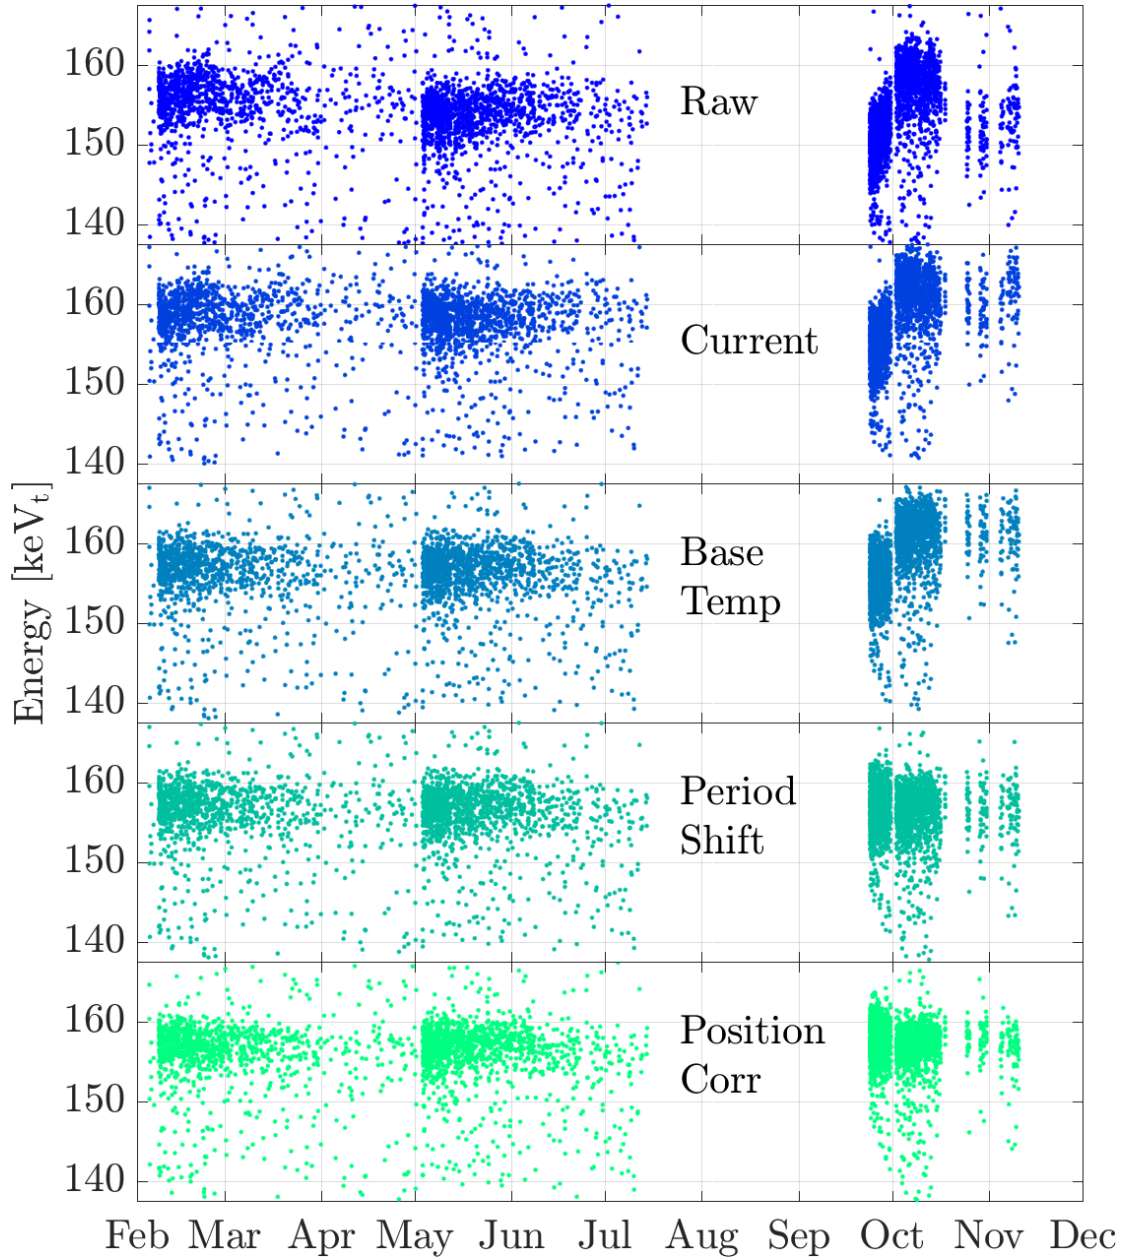 160
150
140
Raw
160
150
140
Current
160
150
140
Base
Temp
160
150
140
Period
Shift
160
150
140
Position
Corr
Energy [keVt]
Feb Mar Apr May Jun Jul Aug Sep Oct Nov Dec